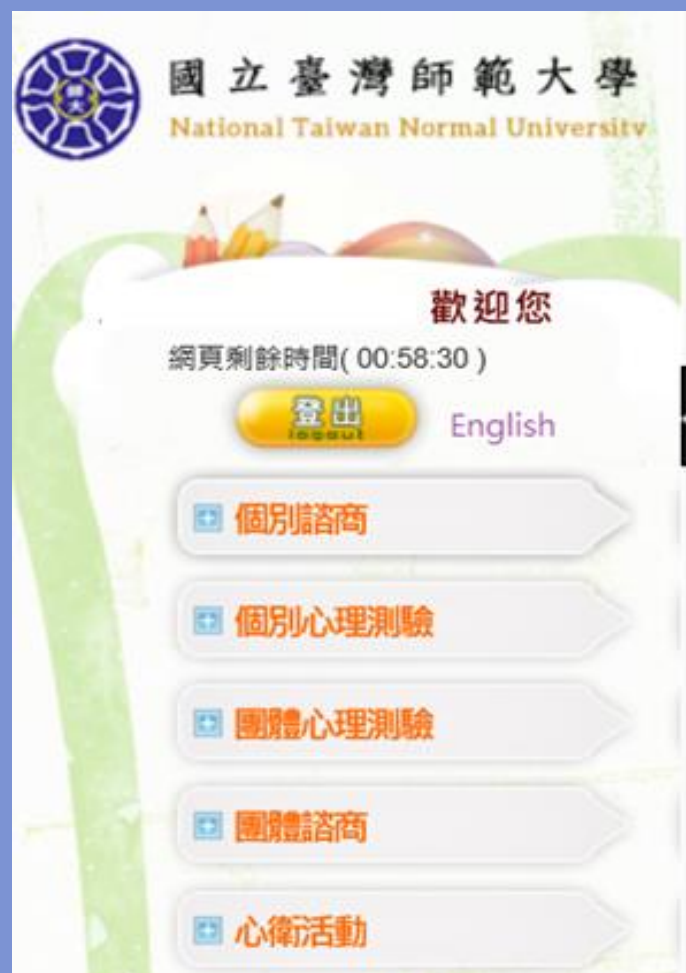 師大
國立臺灣師範大學
National Taiwan Normal University
歡迎您
網頁剩餘時間( 00:58:30 )
登出
logout
English
個別諮商
個別心理測驗
團體心理測驗
團體諮商
心衛活動